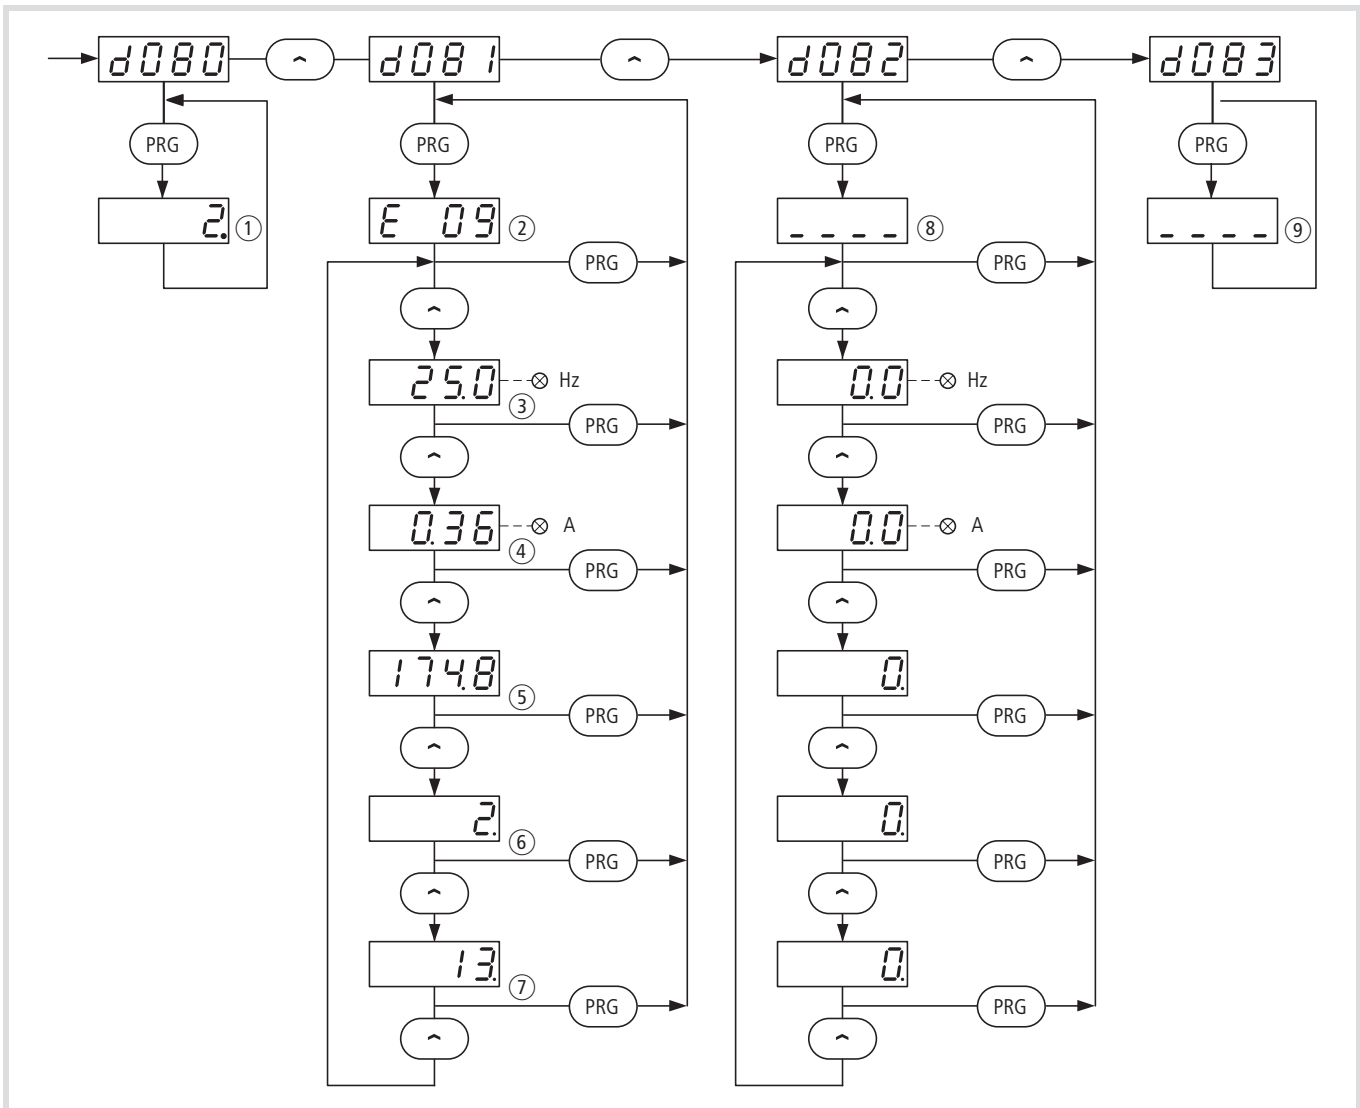 d080 d081 d082 d083
PRG PRG PRG PRG
2. ① E 09 ② _ _ _ _ ⑧ _ _ _ _ ⑨
PRG PRG
25.0 Hz 0.0 Hz
③
PRG PRG
0.36 A 0.0 A
④
PRG PRG
174.8 0.
⑤
PRG PRG
2. 0.
⑥
PRG PRG
13. 0.
⑦
PRG PRG